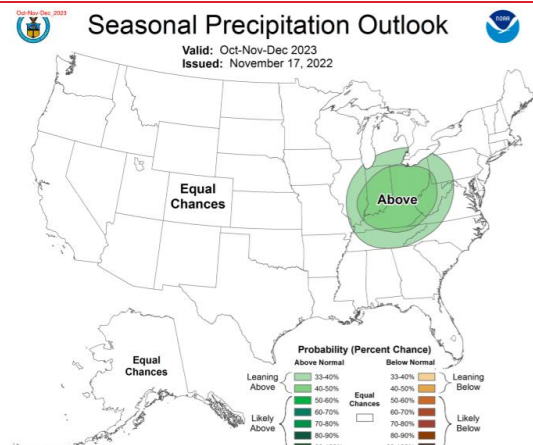 Oct-Nov-Dec_2023
Seasonal Precipitation Outlook
NOAA
Valid: Oct-Nov-Dec 2023
Issued: November 17, 2022
Equal
Chances
Above
Equal
Chances
Probability (Percent Chance)
Above Normal Below Normal
Leaning
Above
33-40%
40-50%
Likely
Above
50-60%
60-70%
70-80%
80-90%
Equal
Chances
33-40%
40-50%
Leaning
Below
50-60%
60-70%
70-80%
80-90%
Likely
Below